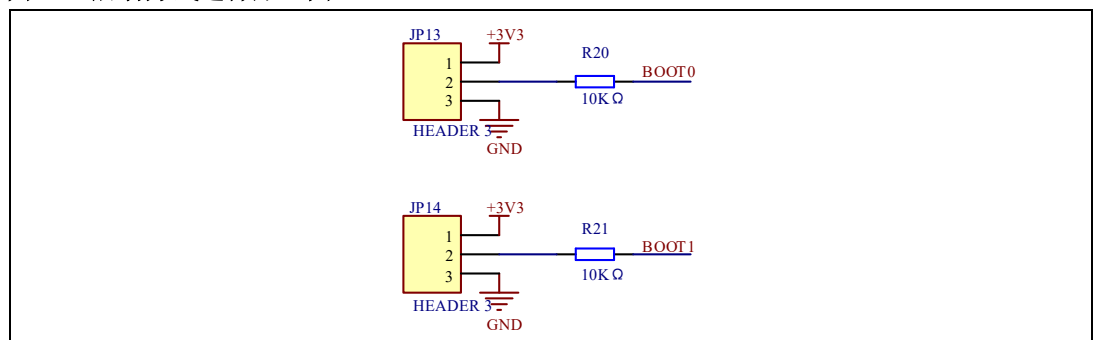 JP13
+3V3
R20
1
BOOT0
2
3
10KΩ
HEADER 3
GND
JP14
+3V3
R21
1
BOOT1
2
3
10KΩ
HEADER 3
GND